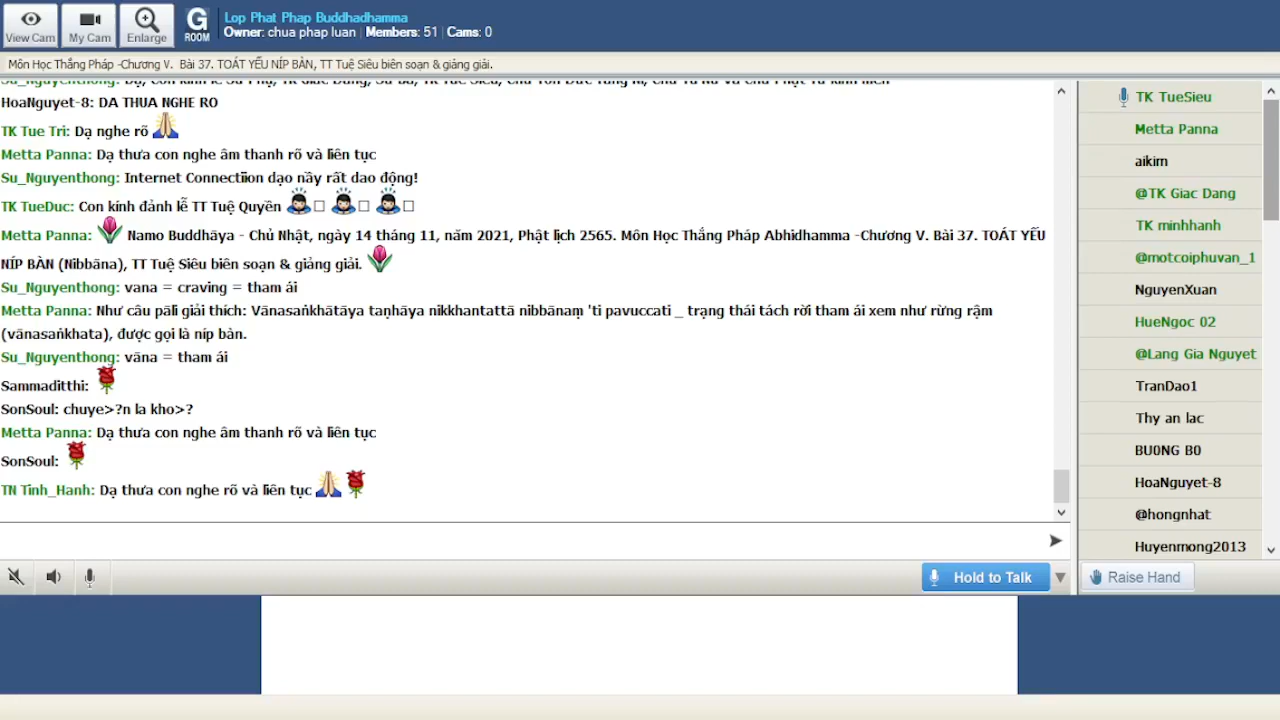 View Cam
My Cam
Enlarge
G
ROOM
Lop Phat Phap Buddhadhamma
Owner: chua phap luan | Members: 51 | Cams: 0
Môn Học Thắng Pháp -Chương V.  Bài 37. TOÁT YẾU NÍP BÀN, TT Tuệ Siêu biên soạn & giảng giải.
HoaNguyet-8: DA THUA NGHE RO
TK Tue Tri: Dạ nghe rõ
Metta Panna: Dạ thưa con nghe âm thanh rõ và liên tục
Su_Nguyenthong: Internet Connectiion dạo nầy rất dao động!
TK TueDuc: Con kính đảnh lễ TT Tuệ Quyền
Metta Panna: Namo Buddhāya - Chủ Nhật, ngày 14 tháng 11, năm 2021, Phật lịch 2565. Môn Học Thắng Pháp Abhidhamma -Chương V. Bài 37. TOÁT YẾU
NÍP BÀN (Nibbāna), TT Tuệ Siêu biên soạn & giảng giải.
Su_Nguyenthong: vana = craving = tham ái
Metta Panna: Như câu pāli giải thích: Vānasaṅkhātāya taṇhāya nikkhantattā nibbānaṃ 'ti pavuccati _ trạng thái tách rời tham ái xem như rừng rậm
(vānasaṅkhata), được gọi là níp bàn.
Su_Nguyenthong: vāna = tham ái
Sammaditthi:
SonSoul: chuye>?n la kho>?
Metta Panna: Dạ thưa con nghe âm thanh rõ và liên tục
SonSoul:
TN Tinh_Hanh: Dạ thưa con nghe rõ và liên tục
Hold to Talk
TK TueSieu
Metta Panna
aikim
@TK Giac Dang
TK minhhanh
@motcoiphuvan_1
NguyenXuan
HueNgoc 02
@Lang Gia Nguyet
TranDao1
Thy an lac
BU0NG B0
HoaNguyet-8
@hongnhat
Huyenmong2013
Raise Hand